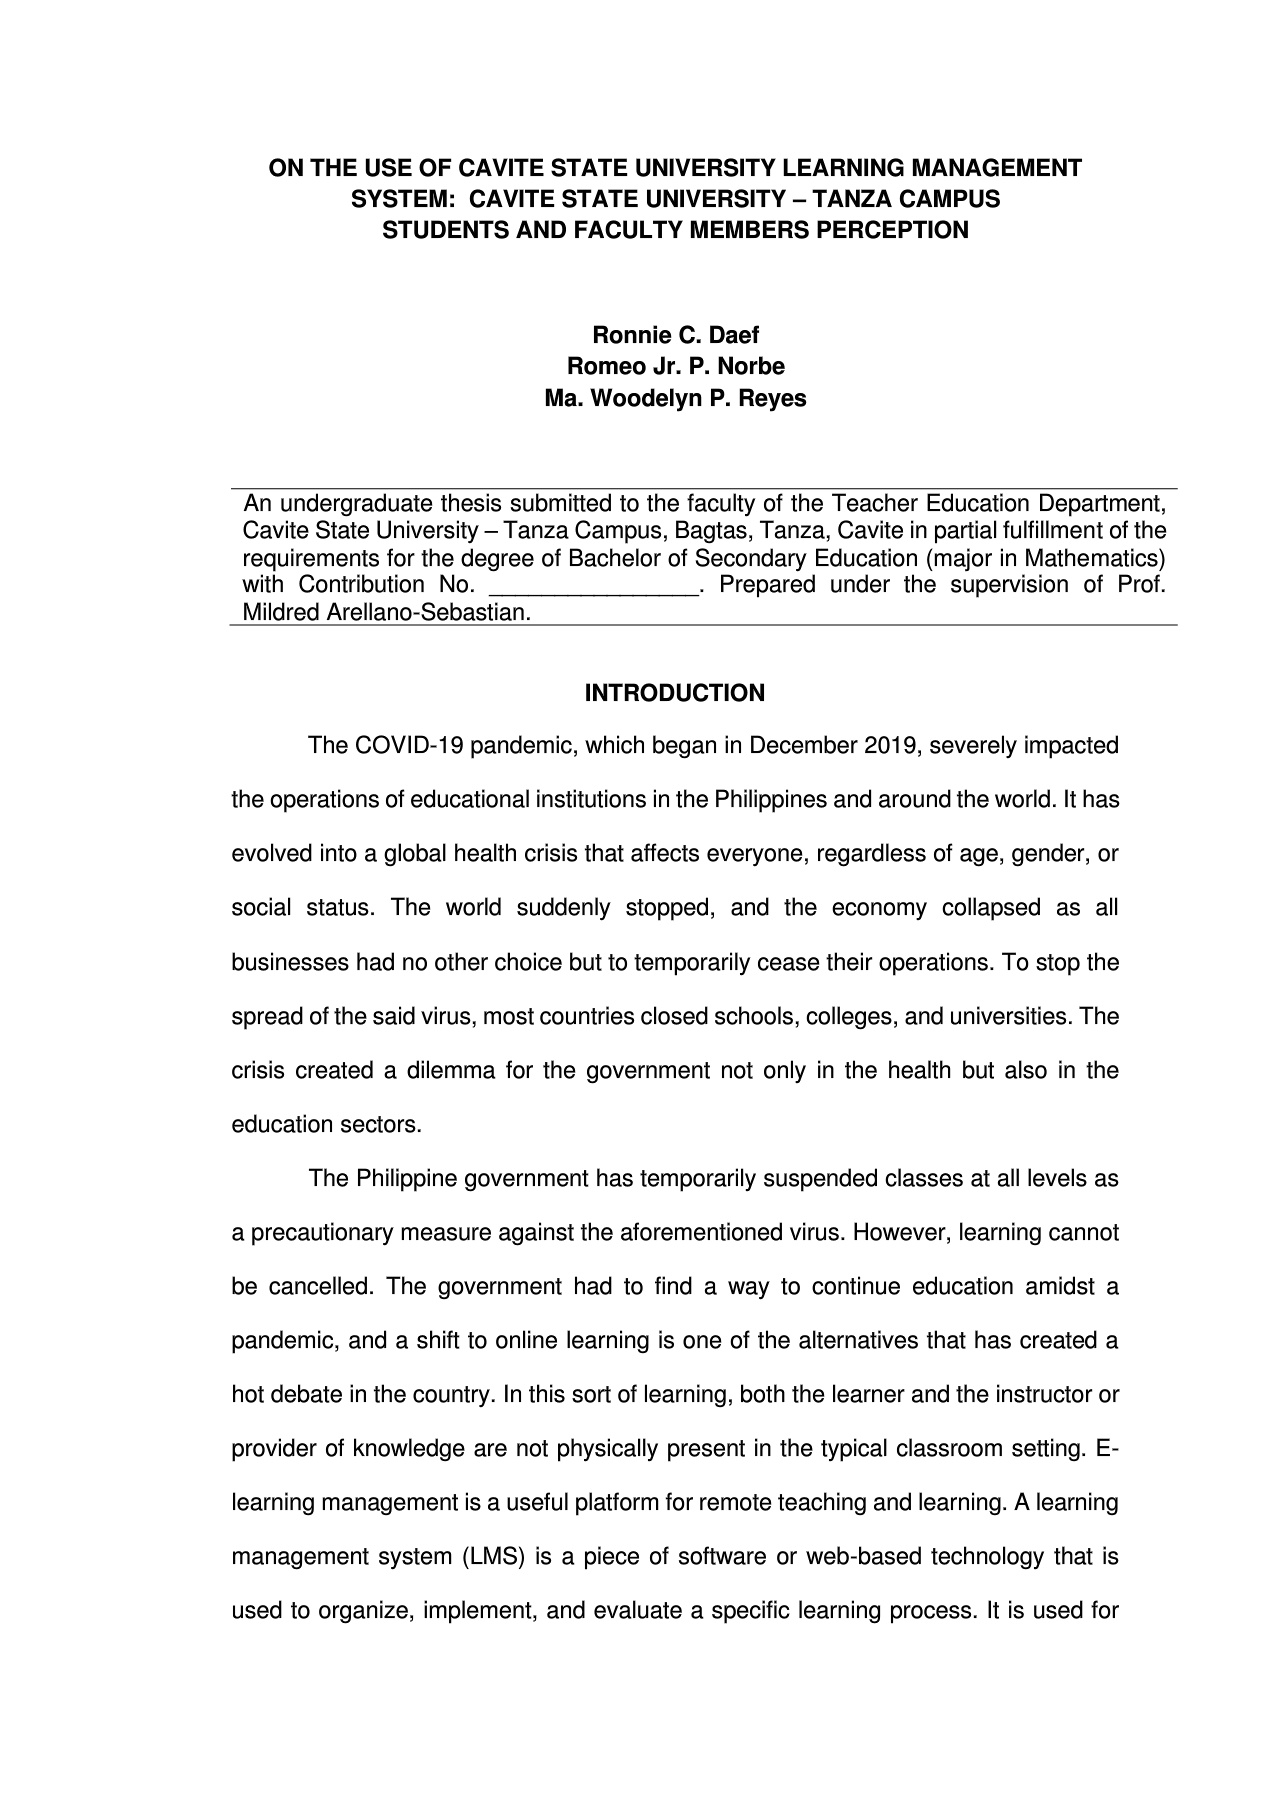 ON THE USE OF CAVITE STATE UNIVERSITY LEARNING MANAGEMENT
SYSTEM: CAVITE STATE UNIVERSITY – TANZA CAMPUS
STUDENTS AND FACULTY MEMBERS PERCEPTION
Ronnie C. Daef
Romeo Jr. P. Norbe
Ma. Woodelyn P. Reyes
An undergraduate thesis submitted to the faculty of the Teacher Education Department,
Cavite State University – Tanza Campus, Bagtas, Tanza, Cavite in partial fulfillment of the
requirements for the degree of Bachelor of Secondary Education (major in Mathematics)
with Contribution No. ________________. Prepared under the supervision of Prof.
Mildred Arellano-Sebastian.
INTRODUCTION
The COVID-19 pandemic, which began in December 2019, severely impacted
the operations of educational institutions in the Philippines and around the world. It has
evolved into a global health crisis that affects everyone, regardless of age, gender, or
social status. The world suddenly stopped, and the economy collapsed as all
businesses had no other choice but to temporarily cease their operations. To stop the
spread of the said virus, most countries closed schools, colleges, and universities. The
crisis created a dilemma for the government not only in the health but also in the
education sectors.
The Philippine government has temporarily suspended classes at all levels as
a precautionary measure against the aforementioned virus. However, learning cannot
be cancelled. The government had to find a way to continue education amidst a
pandemic, and a shift to online learning is one of the alternatives that has created a
hot debate in the country. In this sort of learning, both the learner and the instructor or
provider of knowledge are not physically present in the typical classroom setting. E-
learning management is a useful platform for remote teaching and learning. A learning
management system (LMS) is a piece of software or web-based technology that is
used to organize, implement, and evaluate a specific learning process. It is used for